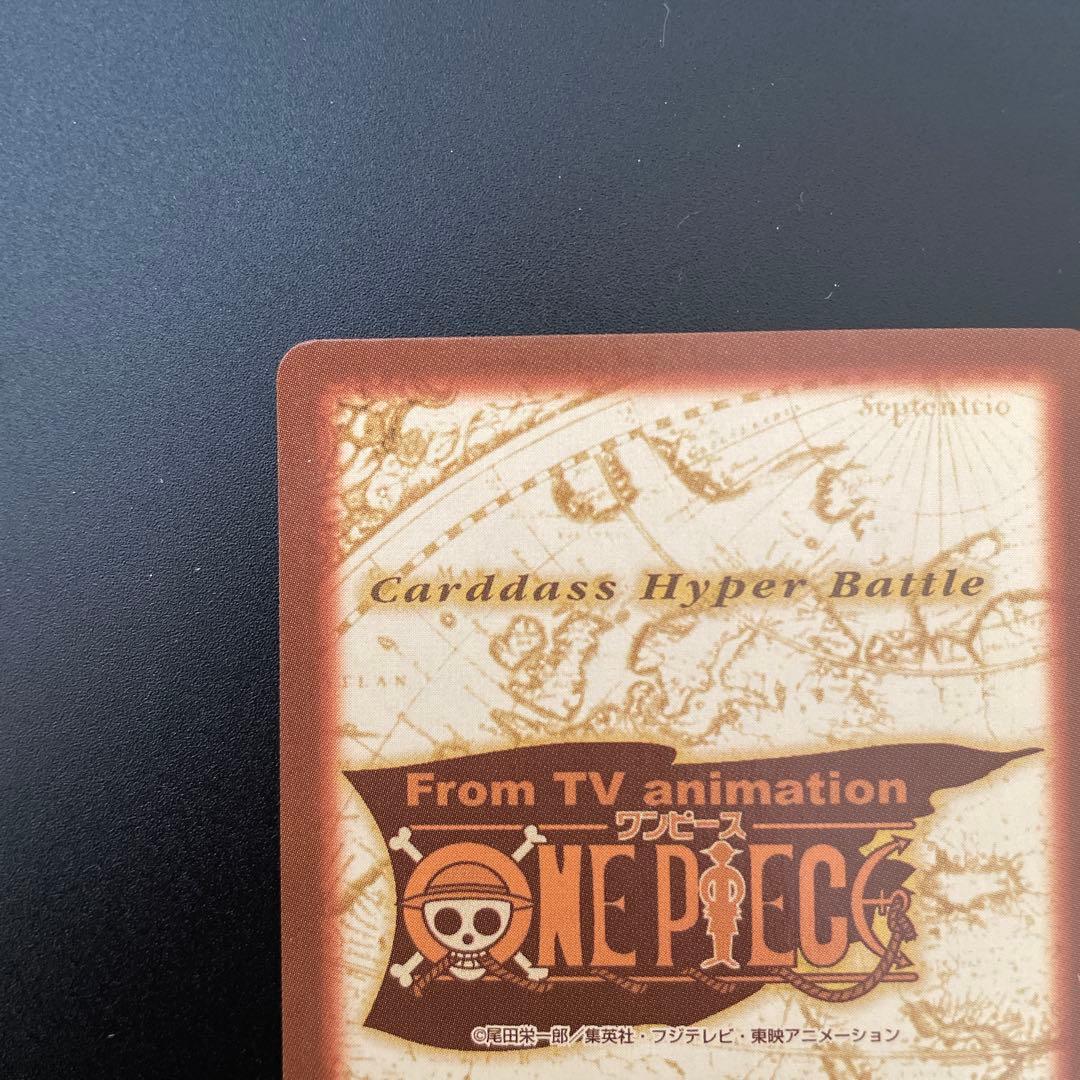 Septentrio
Carddass Hyper Battle
TLAN
From TV animation
ワンピース
ONE PIECE
©尾田栄一郎／集英社・フジテレビ・東映アニメーション